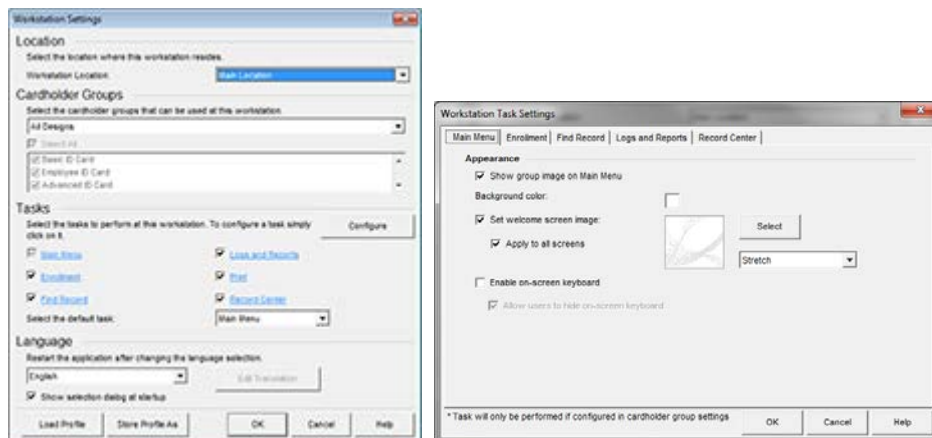 Workstation Settings
Location
Select the location where this workstation resides.
Workstation Location:
Main Location
Cardholder Groups
Select the cardholder groups that can be used at this workstation.
All Designs
Select All
Basic ID Card
Employee ID Card
Advanced ID Card
Tasks
Select the tasks to perform at this workstation. To configure a task simply
click on it.
Configure
Main Menu
Logs and Reports
Enrollment
Print
Find Record
Record Center
Select the default task:
Main Menu
Language
Restart the application after changing the language selection.
English
Edit Translation
Show selection dialog at startup
Load Profile
Store Profile As
OK
Cancel
Help
Workstation Task Settings
Main Menu
Enrollment
Find Record
Logs and Reports
Record Center
Appearance
Show group image on Main Menu
Background color:
Set welcome screen image:
Select
Apply to all screens
Stretch
Enable on-screen keyboard
Allow users to hide on-screen keyboard
* Task will only be performed if configured in cardholder group settings
OK
Cancel
Help